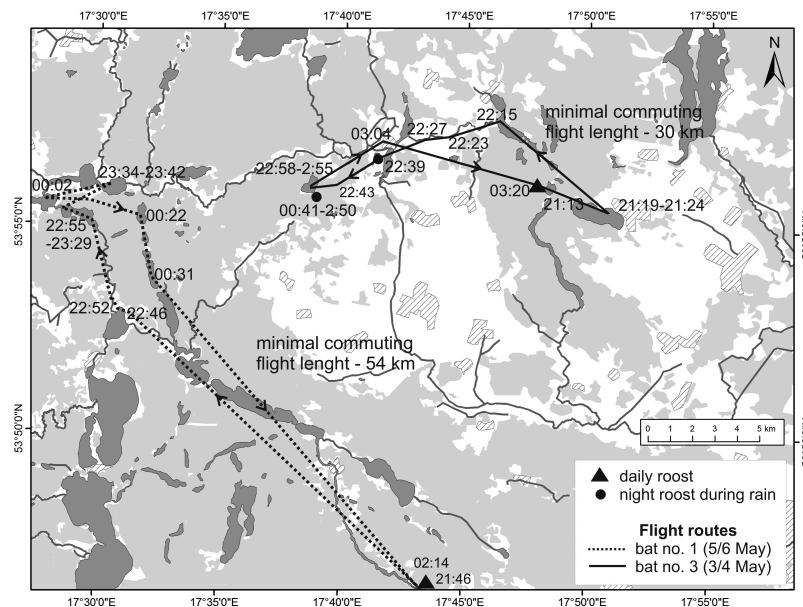 17°30'0"E 17°35'0"E 17°40'0"E 17°45'0"E 17°50'0"E 17°55'0"E
N
22:15
minimal commuting
flight lenght - 30 km
03:04
22:27
22:23
22:58-2:55
22:39
23:34-23:42
00:02
22:43
03:20
00:41-2:50
21:13
21:19-21:24
00:22
22:55
-23:29
53°55'0"N
00:31
22:52
22:46
minimal commuting
flight lenght - 54 km
53°50'0"N
0 1 2 3 4 5 km
daily roost
night roost during rain
Flight routes
bat no. 1 (5/6 May)
bat no. 3 (3/4 May)
02:14
21:46
17°30'0"E 17°35'0"E 17°40'0"E 17°45'0"E 17°50'0"E 17°55'0"E